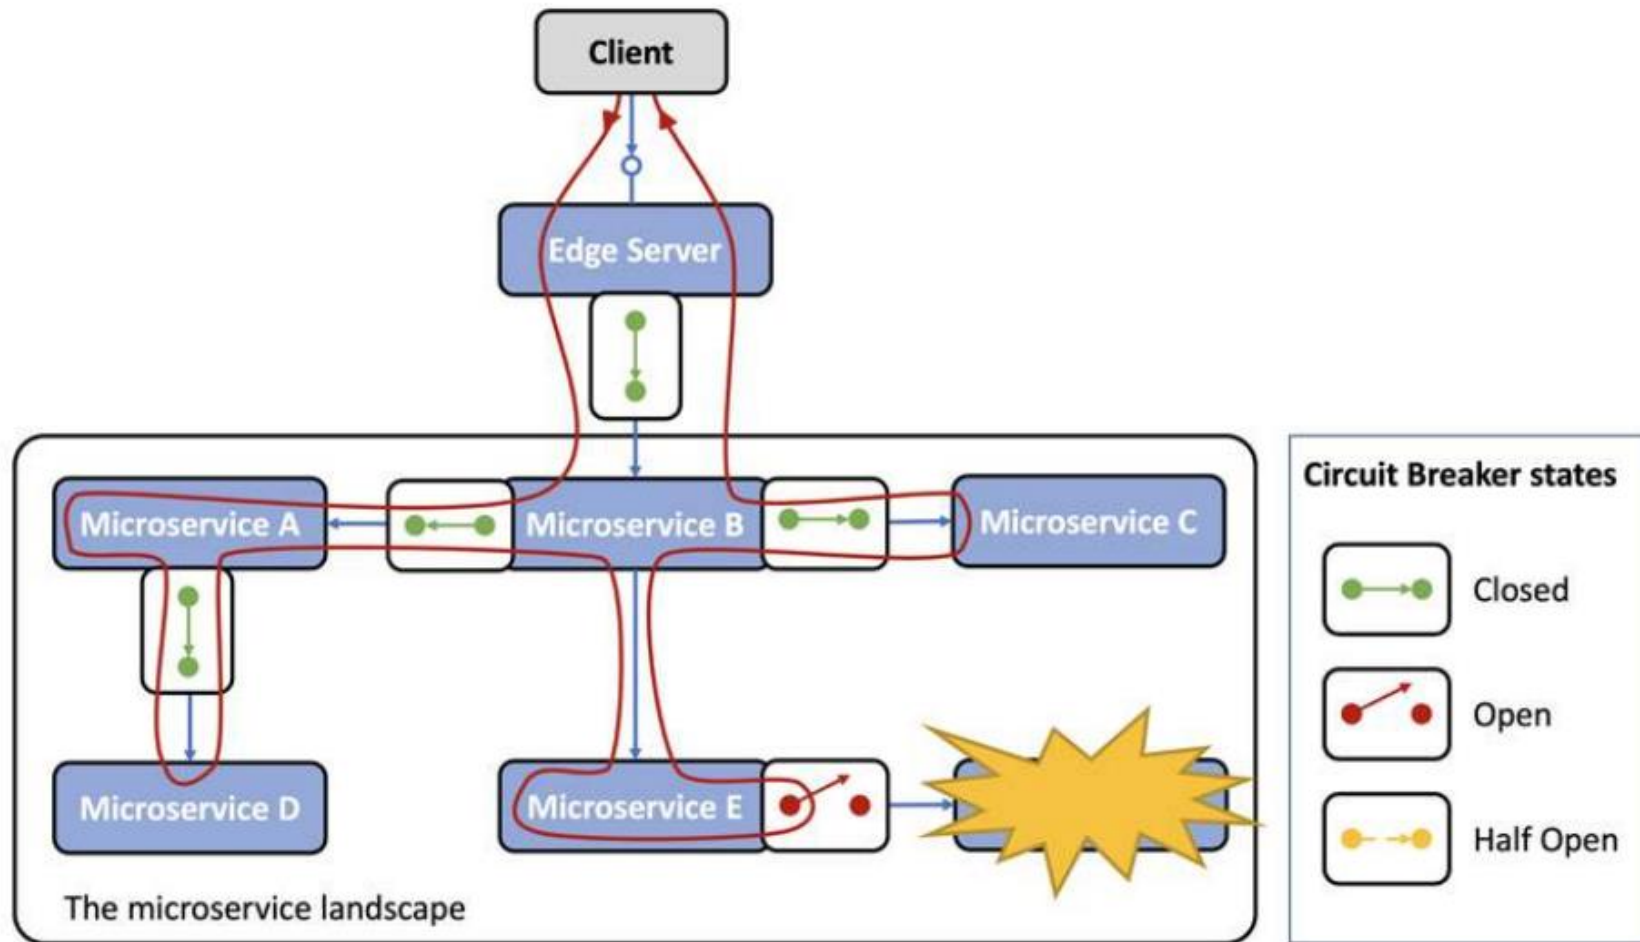 Client
Edge Server
Microservice A
Microservice B
Microservice C
Microservice D
Microservice E
The microservice landscape
Circuit Breaker states
Closed
Open
Half Open